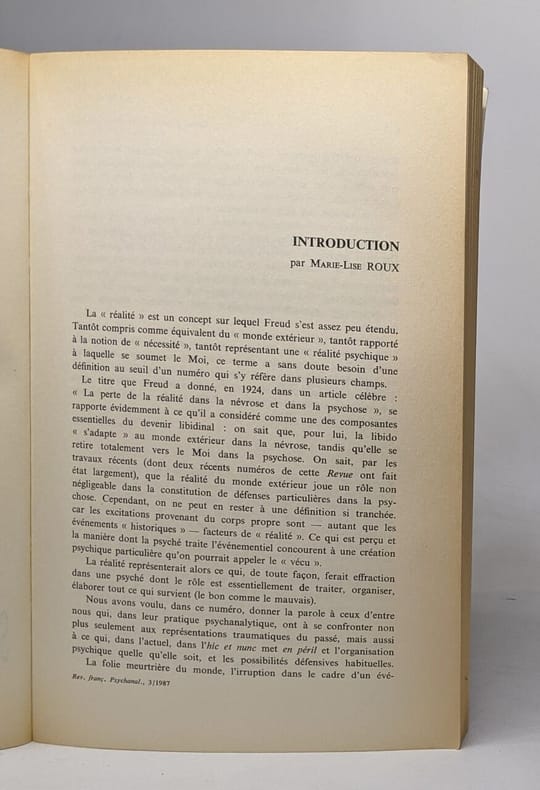 INTRODUCTION
par MARIE-LISE ROUX
La « réalité » est un concept sur lequel Freud s'est assez peu étendu.
Tantôt compris comme équivalent du « monde extérieur », tantôt rapporté
à la notion de « nécessité », tantôt représentant une « réalité psychique »
à laquelle se soumet le Moi, ce terme a sans doute besoin d'une
définition au seuil d'un numéro qui s'y réfère dans plusieurs champs.
Le titre que Freud a donné, en 1924, dans un article célèbre :
« La perte de la réalité dans la névrose et dans la psychose », se
rapporte évidemment à ce qu'il a considéré comme une des composantes
essentielles du devenir libidinal : on sait que, pour lui, la libido
« s'adapte » au monde extérieur dans la névrose, tandis qu'elle se
retire totalement vers le Moi dans la psychose. On sait, par les
travaux récents (dont deux récents numéros de cette Revue ont fait
état largement), que la réalité du monde extérieur joue un rôle non
négligeable dans la constitution de défenses particulières dans la psy-
chose. Cependant, on ne peut en rester à une définition si tranchée.
car les excitations provenant du corps propre sont — autant que les
événements « historiques » — facteurs de « réalité ». Ce qui est perçu et
la manière dont la psyché traite l'événementiel concourent à une création
psychique particulière qu'on pourrait appeler le « vécu ».
La réalité représenterait alors ce qui, de toute façon, ferait effraction
dans une psyché dont le rôle est essentiellement de traiter, organiser,
élaborer tout ce qui survient (le bon comme le mauvais).
Nous avons voulu, dans ce numéro, donner la parole à ceux d'entre
nous qui, dans leur pratique psychanalytique, ont à se confronter non
plus seulement aux représentations traumatiques du passé, mais aussi
à ce qui, dans l'actuel, dans l'hic et nunc met en péril et l'organisation
psychique quelle qu'elle soit, et les possibilités défensives habituelles.
La folie meurtrière du monde, l'irruption dans le cadre d'un évé-
Rev. franç. Psychanal., 3/1987